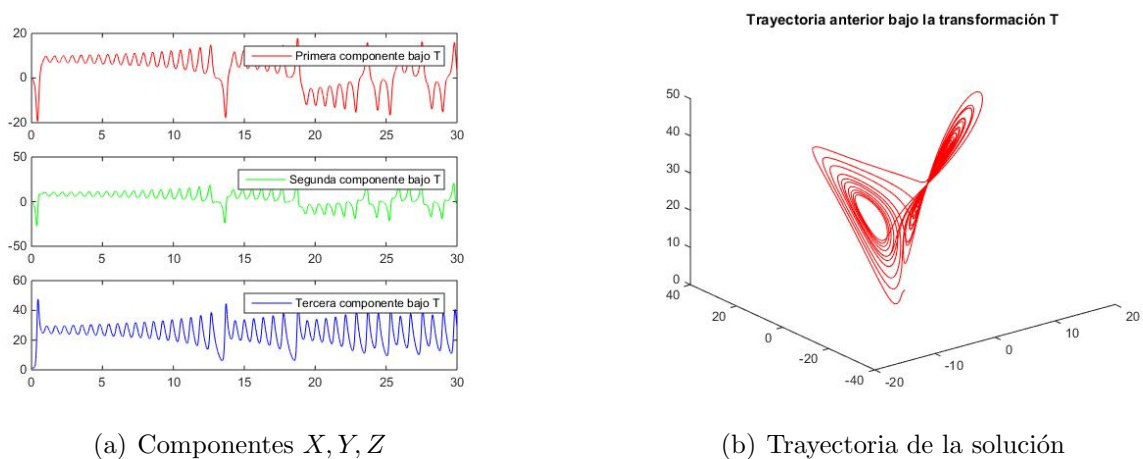 20
0
-20
Primera componente bajo T
0 5 10 15 20 25 30
50
0
-50
Segunda componente bajo T
0 5 10 15 20 25 30
60
40
20
0
Tercera componente bajo T
0 5 10 15 20 25 30
(a) Componentes X, Y, Z
Trayectoria anterior bajo la transformación T
50
40
30
20
10
0
40
20
0
-20
-40
-20
-10
0
10
20
(b) Trayectoria de la solución